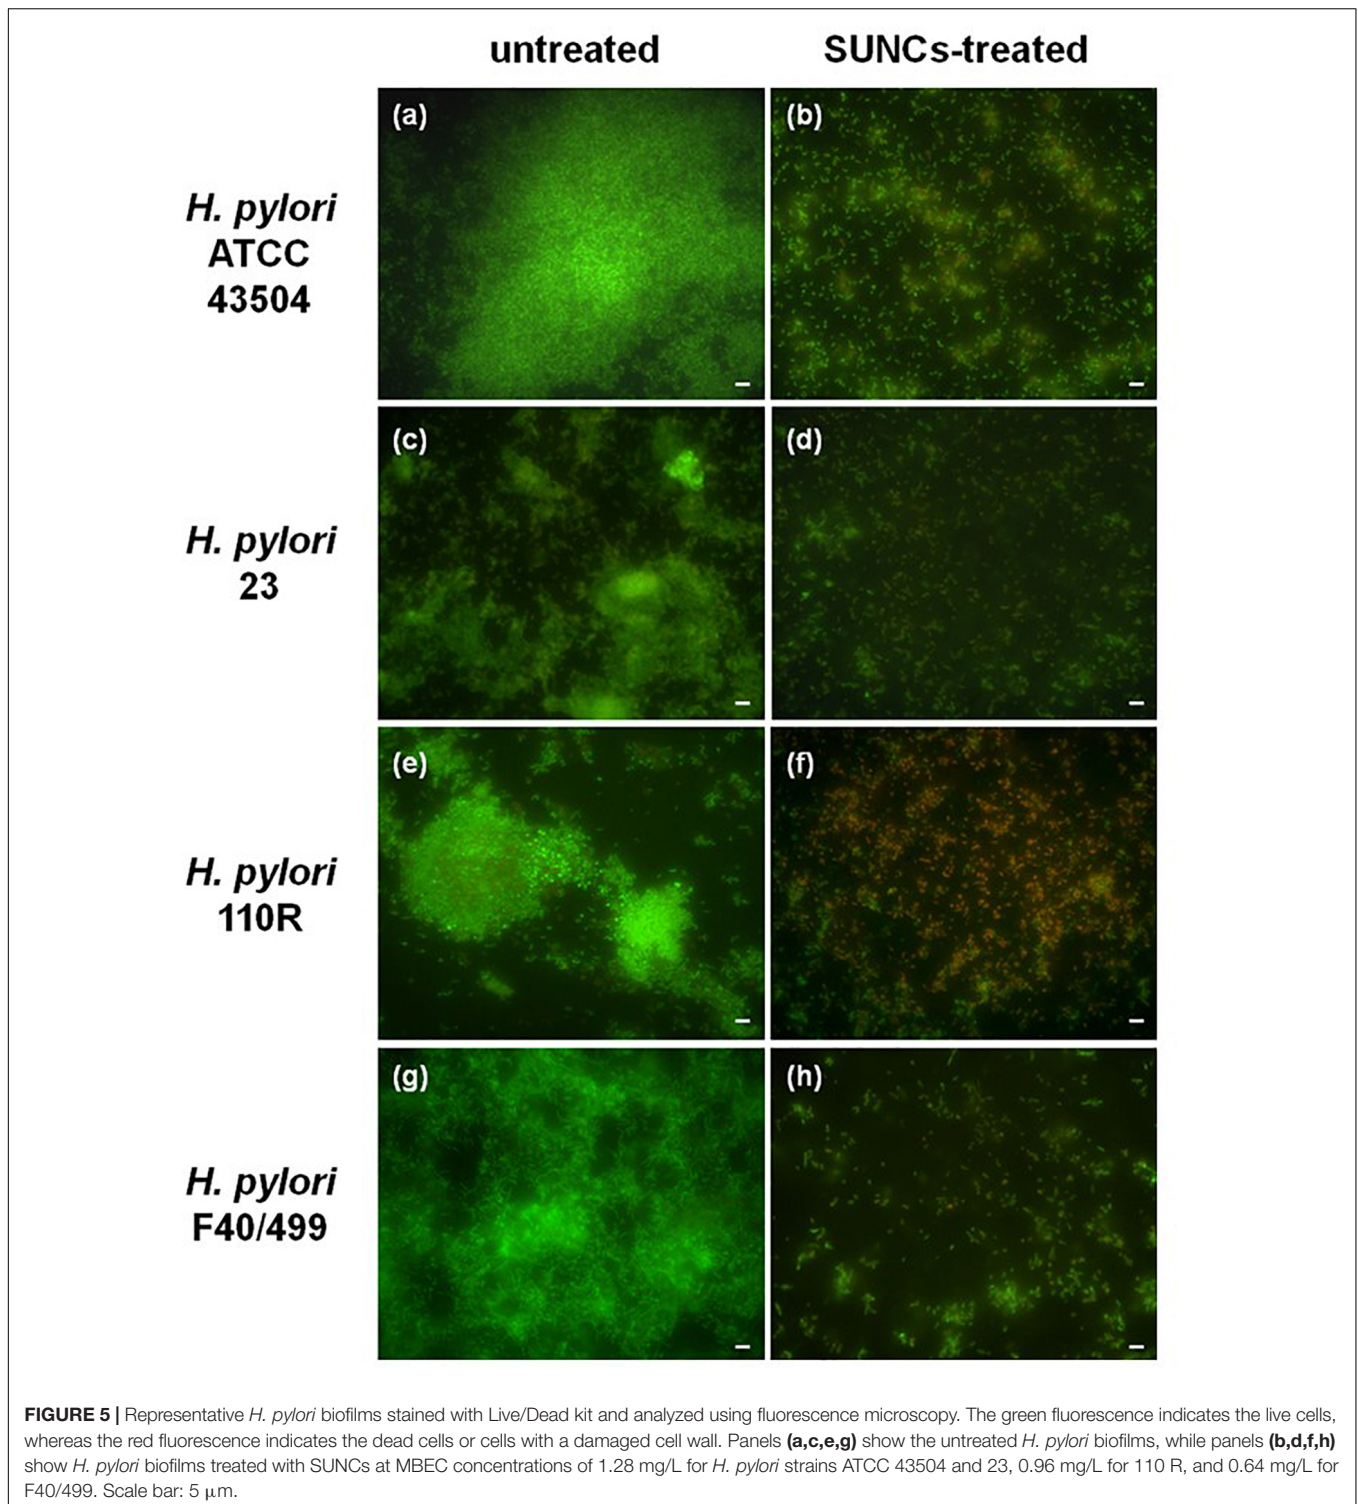 untreated SUNCs-treated
(a) (b)
H. pylori
ATCC
43504
(c) (d)
H. pylori
23
(e) (f)
H. pylori
110R
(g) (h)
H. pylori
F40/499
FIGURE 5 | Representative H. pylori biofilms stained with Live/Dead kit and analyzed using fluorescence microscopy. The green fluorescence indicates the live cells,
whereas the red fluorescence indicates the dead cells or cells with a damaged cell wall. Panels (a,c,e,g) show the untreated H. pylori biofilms, while panels (b,d,f,h)
show H. pylori biofilms treated with SUNCs at MBEC concentrations of 1.28 mg/L for H. pylori strains ATCC 43504 and 23, 0.96 mg/L for 110 R, and 0.64 mg/L for
F40/499. Scale bar: 5 μm.